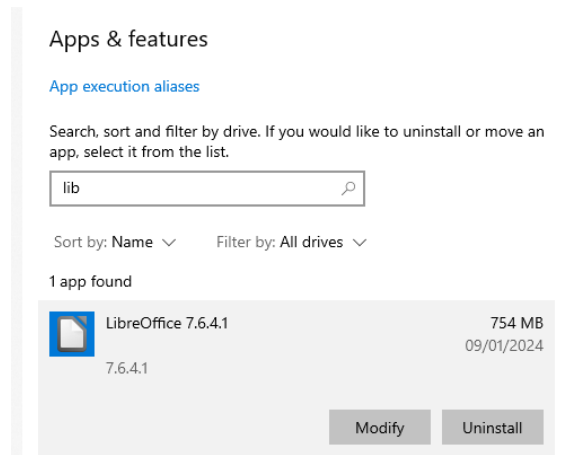 Apps & features
App execution aliases
Search, sort and filter by drive. If you would like to uninstall or move an
app, select it from the list.
lib
Sort by: Name Filter by: All drives
1 app found
LibreOffice 7.6.4.1 754 MB
09/01/2024
7.6.4.1
Modify Uninstall